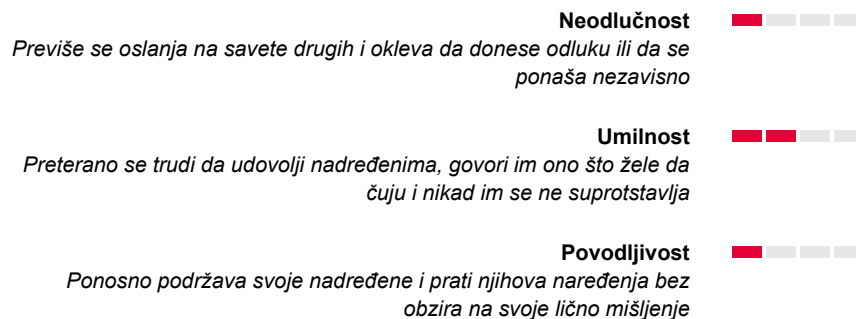 Neodlučnost
Previše se oslanja na savete drugih i okleva da donese odluku ili da se
ponaša nezavisno
Umilnost
Preterano se trudi da udovolji nadređenima, govori im ono što žele da
čuju i nikad im se ne suprotstavlja
Povodljivost
Ponosno podržava svoje nadređene i prati njihova naređenja bez
obzira na svoje lično mišljenje